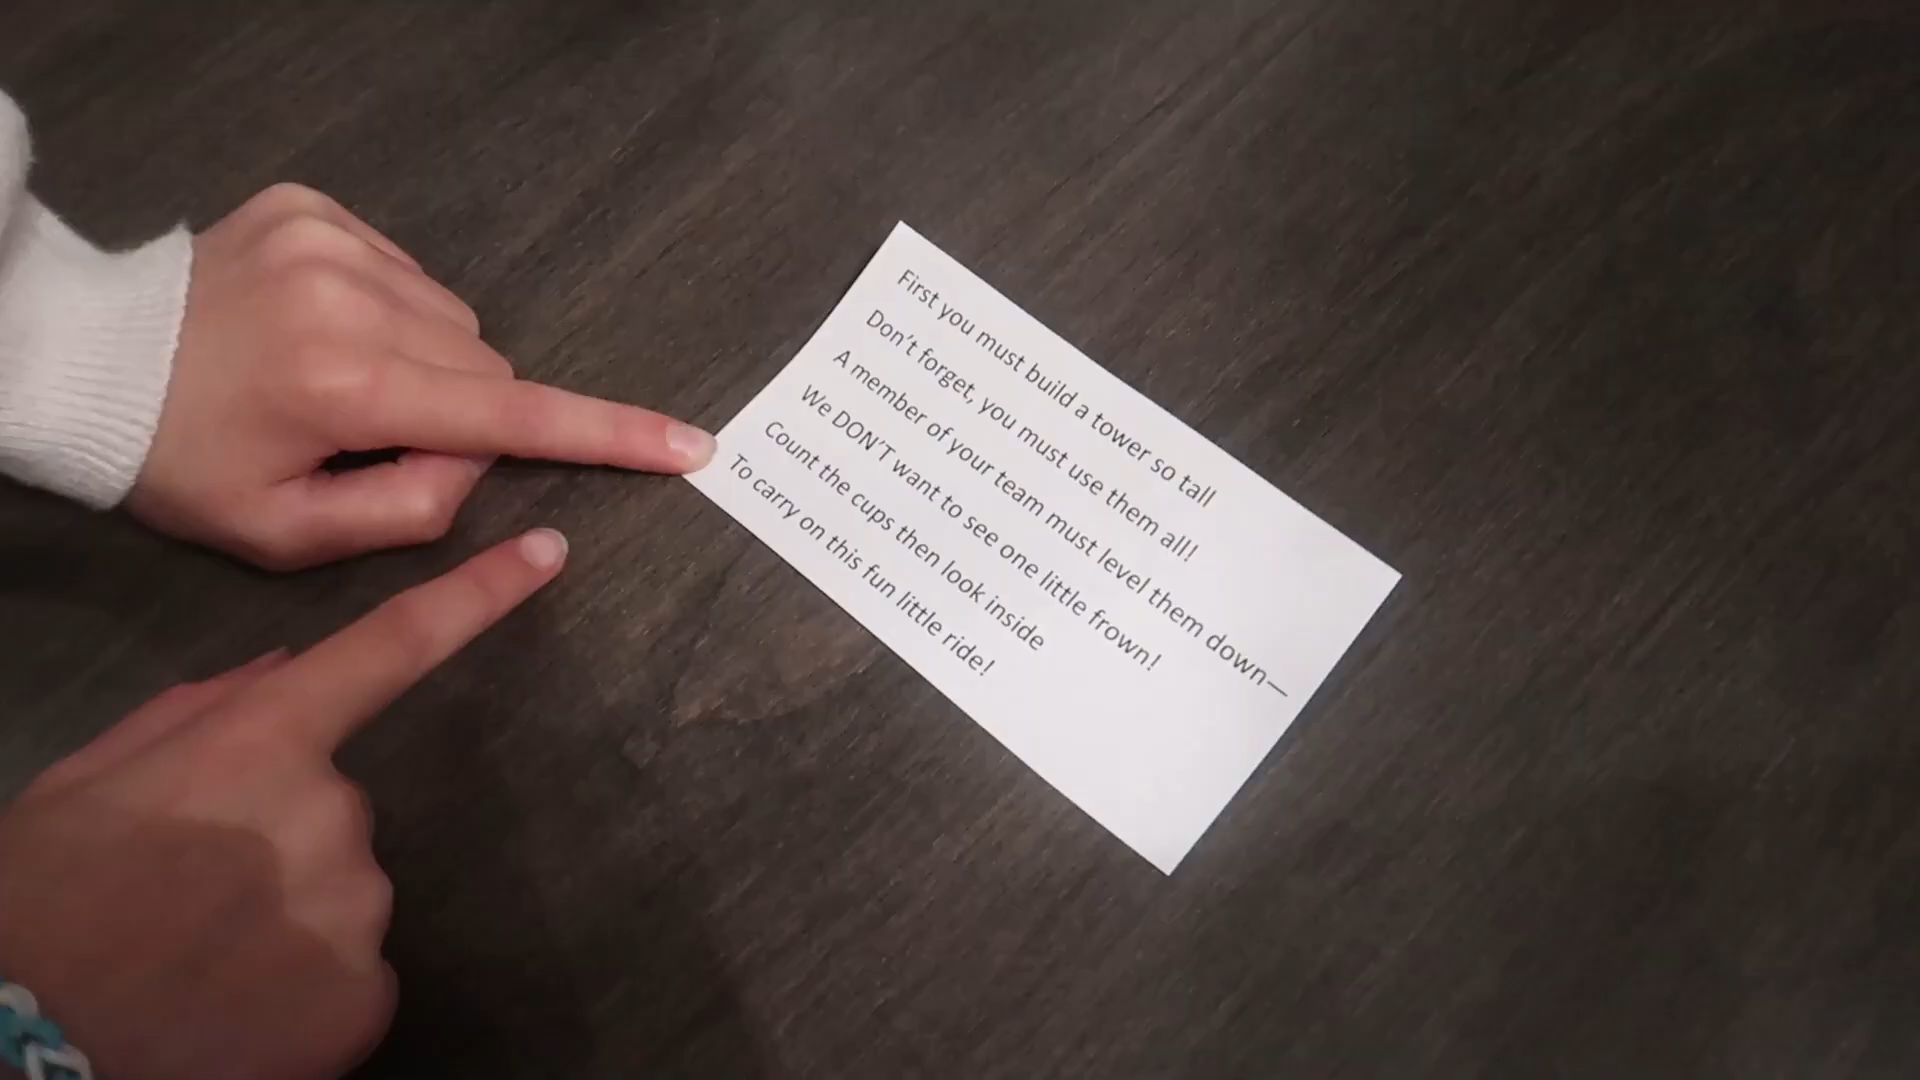 First you must build a tower so tall
Don't forget, you must use them all!
A member of your team must level them down—
We DON'T want to see one little frown!
Count the cups then look inside
To carry on this fun little ride!